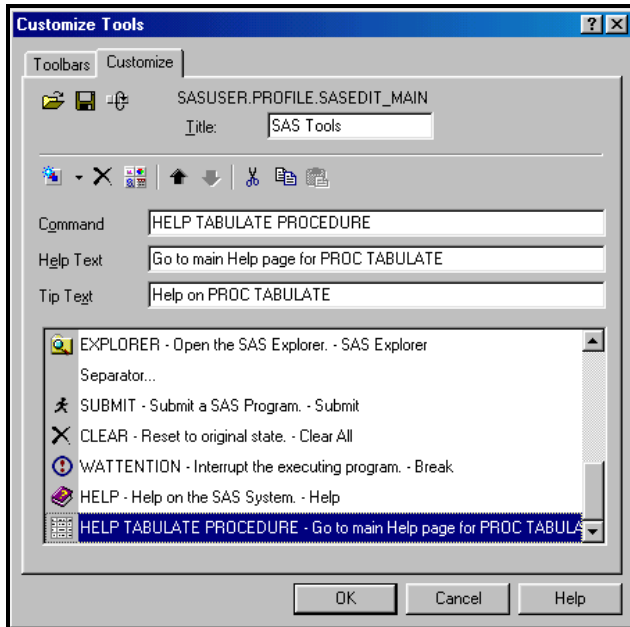 Customize Tools
Toolbars Customize
SASUSER.PROFILE.SASEDIT_MAIN
Title: SAS Tools
Command HELP TABULATE PROCEDURE
Help Text Go to main Help page for PROC TABULATE
Tip Text Help on PROC TABULATE
EXPLORER - Open the SAS Explorer. - SAS Explorer
Separator...
SUBMIT - Submit a SAS Program. - Submit
CLEAR - Reset to original state. - Clear All
WATTENTION - Interrupt the executing program. - Break
HELP - Help on the SAS System. - Help
HELP TABULATE PROCEDURE - Go to main Help page for PROC TABULA
OK Cancel Help